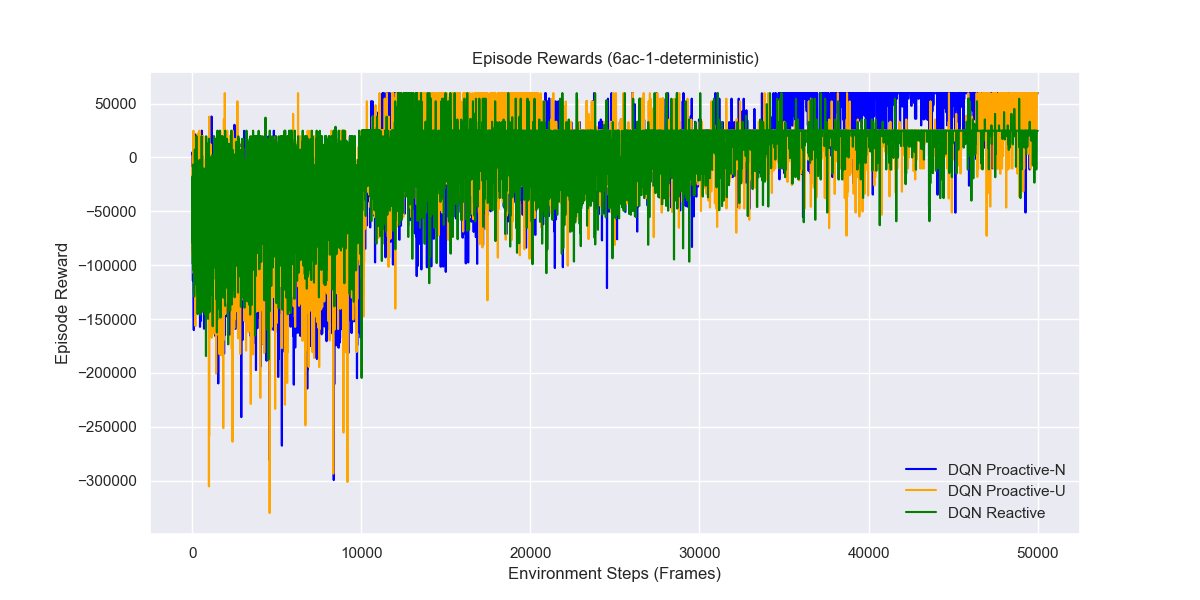 Episode Rewards (6ac-1-deterministic)
Episode Reward
50000
0
−50000
−100000
−150000
−200000
−250000
−300000
0
10000
20000
30000
40000
50000
Environment Steps (Frames)
DQN Proactive-N
DQN Proactive-U
DQN Reactive